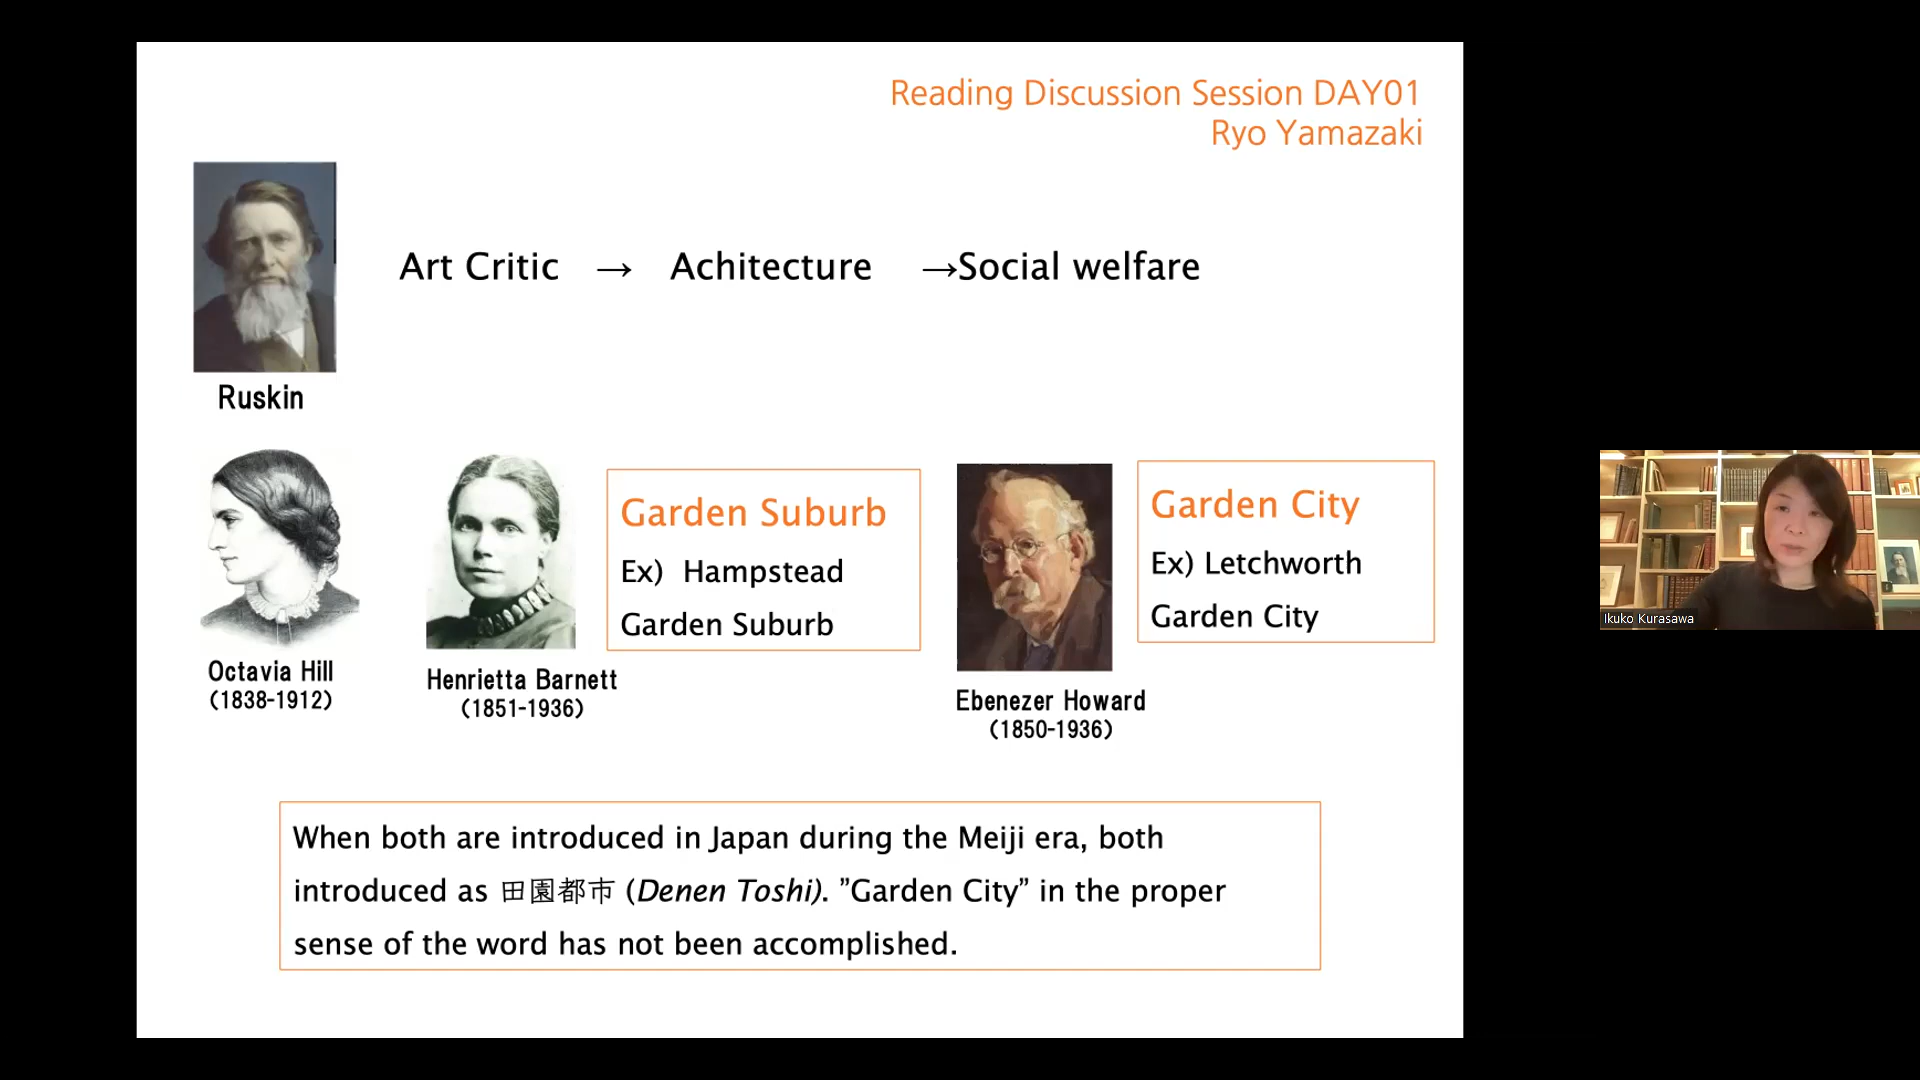 Reading Discussion Session DAY01
Ryo Yamazaki
Art Critic → Achitecture →Social welfare
Ruskin
Garden Suburb
Ex) Hampstead
Garden Suburb
Garden City
Ex) Letchworth
Garden City
Octavia Hill
(1838-1912)
Henrietta Barnett
(1851-1936)
Ebenezer Howard
(1850-1936)
When both are introduced in Japan during the Meiji era, both
introduced as 田園都市 (Denen Toshi). ”Garden City” in the proper
sense of the word has not been accomplished.
Ikuko Kurasawa